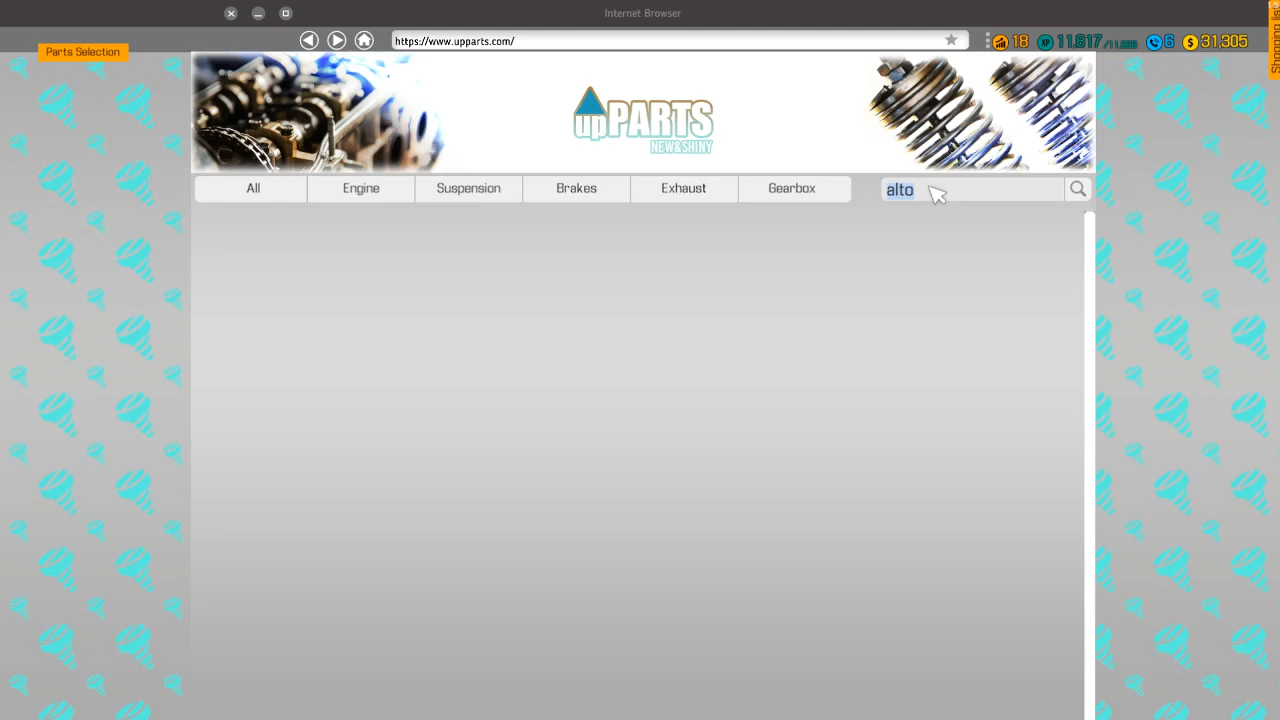 Internet Browser
https://www.upparts.com/
18
11,817
6
31,305
Parts Selection
upPARTS
NEW&SHINY
All
Engine
Suspension
Brakes
Exhaust
Gearbox
alto